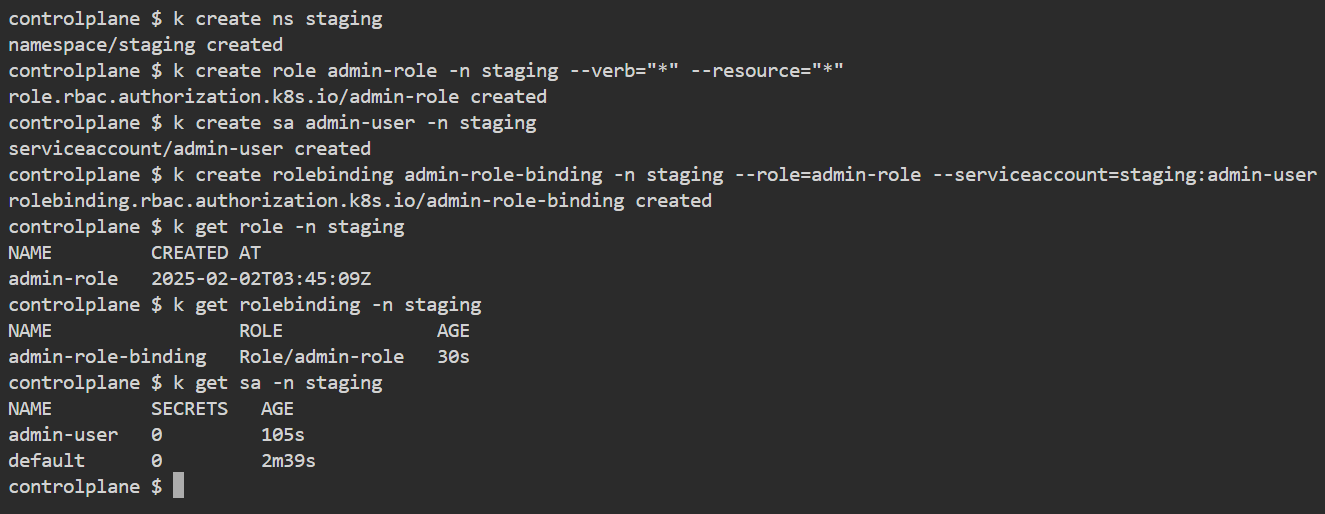 controlplane $ k create ns staging
namespace/staging created
controlplane $ k create role admin-role -n staging --verb="*" --resource="*"
role.rbac.authorization.k8s.io/admin-role created
controlplane $ k create sa admin-user -n staging
serviceaccount/admin-user created
controlplane $ k create rolebinding admin-role-binding -n staging --role=admin-role --serviceaccount=staging:admin-user
rolebinding.rbac.authorization.k8s.io/admin-role-binding created
controlplane $ k get role -n staging
NAME         CREATED AT
admin-role   2025-02-02T03:45:09Z
controlplane $ k get rolebinding -n staging
NAME                 ROLE              AGE
admin-role-binding   Role/admin-role   30s
controlplane $ k get sa -n staging
NAME         SECRETS   AGE
admin-user   0         105s
default      0         2m39s
controlplane $